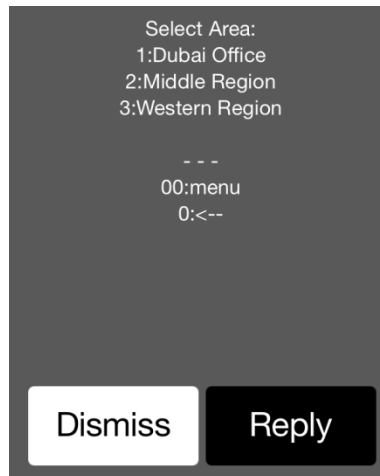 Select Area:
1:Dubai Office
2:Middle Region
3:Western Region
- - -
00:menu
0:<--
Dismiss
Reply